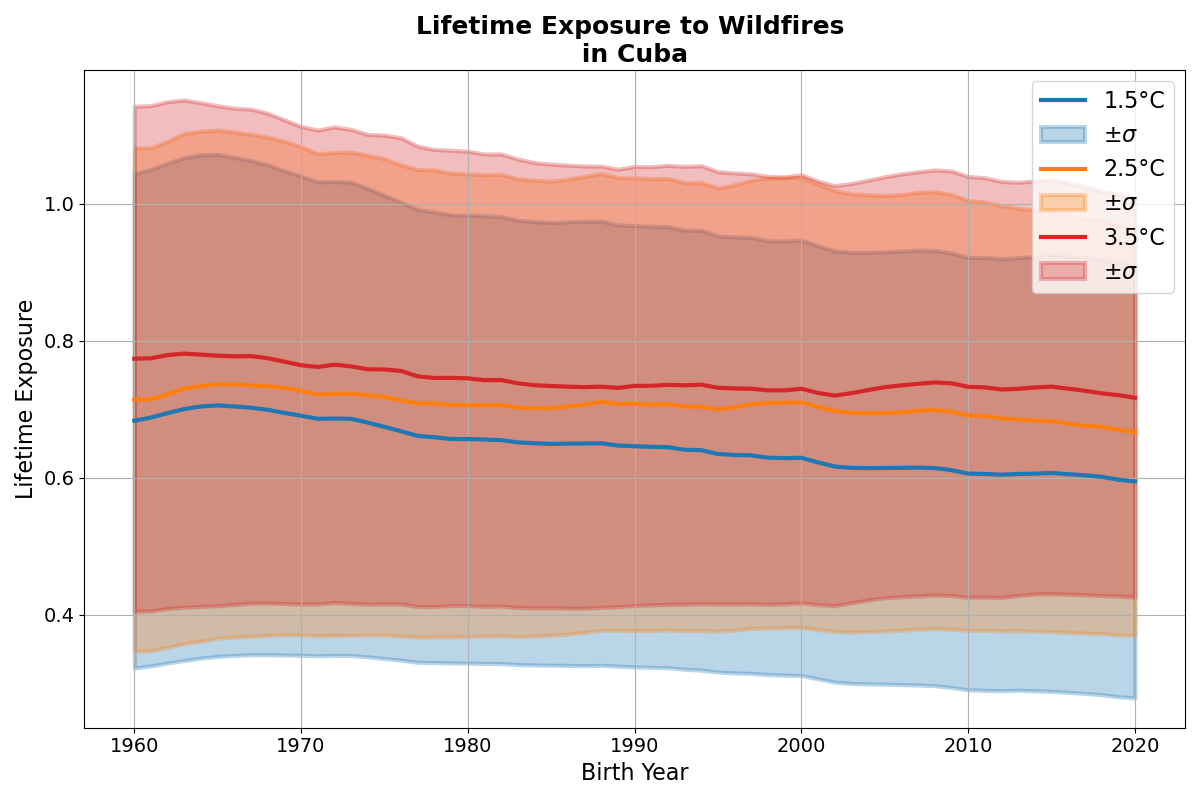 Lifetime Exposure to Wildfires
in Cuba
Lifetime Exposure
1.0
0.8
0.6
0.4
1960
1970
1980
1990
2000
2010
2020
Birth Year
1.5°C
±σ
2.5°C
±σ
3.5°C
±σ